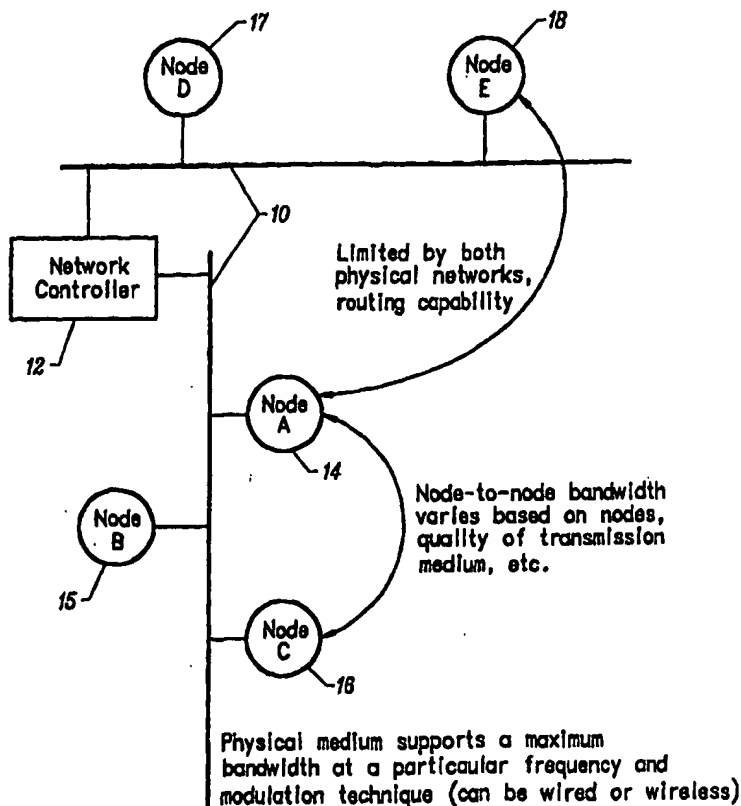 17
18
Node
D
Node
E
10
Network
Controller
12
Limited by both
physical networks,
routing capability
Node
A
14
Node-to-node bandwidth
varies based on nodes,
quality of transmission
medium, etc.
Node
B
15
Node
C
16
Physical medium supports a maximum
bandwidth at a particaular frequency and
modulation technique (can be wired or wireless)